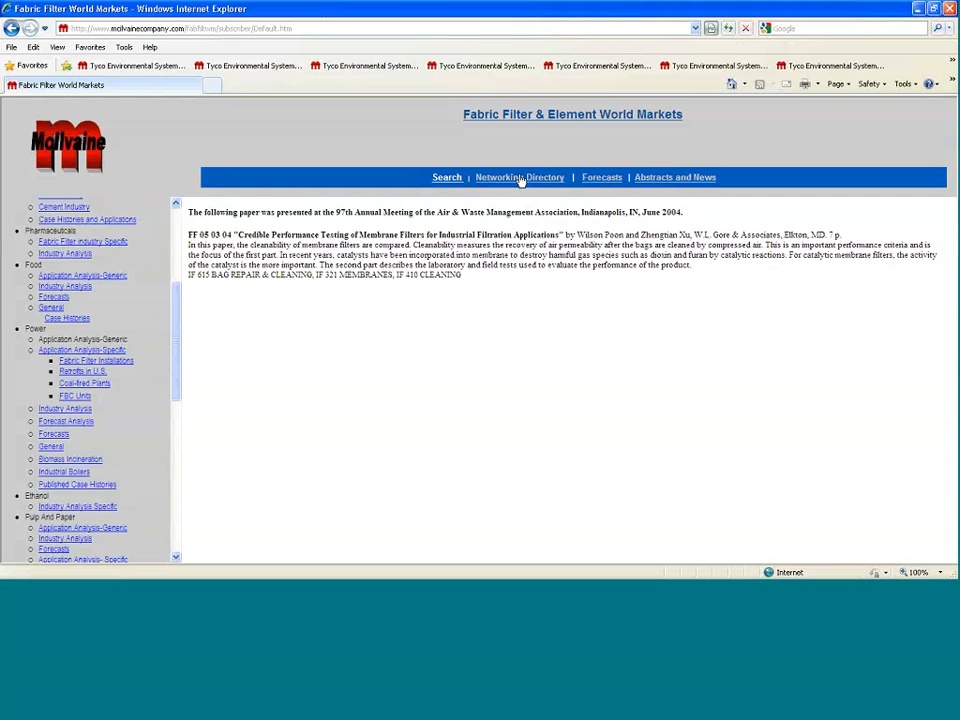 Fabric Filter World Markets - Windows Internet Explorer
http://www.mcilvainecompany.com/fabfiltwm/subscriber/Default.htm
Google
File Edit View Favorites Tools Help
Favorites Tyco Environmental System... Tyco Environmental System... Tyco Environmental System... Tyco Environmental System... Tyco Environmental System... Tyco Environmental System... Tyco Environmental System...
Fabric Filter World Markets
Page Safety Tools
Fabric Filter & Element World Markets
McIlvaine
Search | Networking Directory | Forecasts | Abstracts and News
Cement Industry
Case Histories and Applications
Pharmaceuticals
Fabric Filter Industry Specific
Industry Analysis
Food
Application Analysis-Generic
Industry Analysis
Forecasts
General
Case Histories
Power
Application Analysis-Generic
Application Analysis-Specific
Fabric Filter Installations
Retrofits in U.S.
Coal-fired Plants
FBC Units
Industry Analysis
Forecast Analysis
Forecasts
General
Biomass Incineration
Industrial Boilers
Published Case Histories
Ethanol
Industry Analysis Specific
Pulp And Paper
Application Analysis-Generic
Industry Analysis
Forecasts
Application Analysis- Specific
The following paper was presented at the 97th Annual Meeting of the Air & Waste Management Association, Indianapolis, IN, June 2004.
FF 05 03 04 "Credible Performance Testing of Membrane Filters for Industrial Filtration Applications" by Wilson Poon and Zhengtian Xu, W.L. Gore & Associates, Elkton, MD. 7 p.
In this paper, the cleanability of membrane filters are compared. Cleanability measures the recovery of air permeability after the bags are cleaned by compressed air. This is an important performance criteria and is
the focus of the first part. In recent years, catalysts have been incorporated into membrane to destroy harmful gas species such as dioxin and furan by catalytic reactions. For catalytic membrane filters, the activity
of the catalyst is the more important. The second part describes the laboratory and field tests used to evaluate the performance of the product.
IF 615 BAG REPAIR & CLEANING, IF 321 MEMBRANES, IF 410 CLEANING
Internet
100%